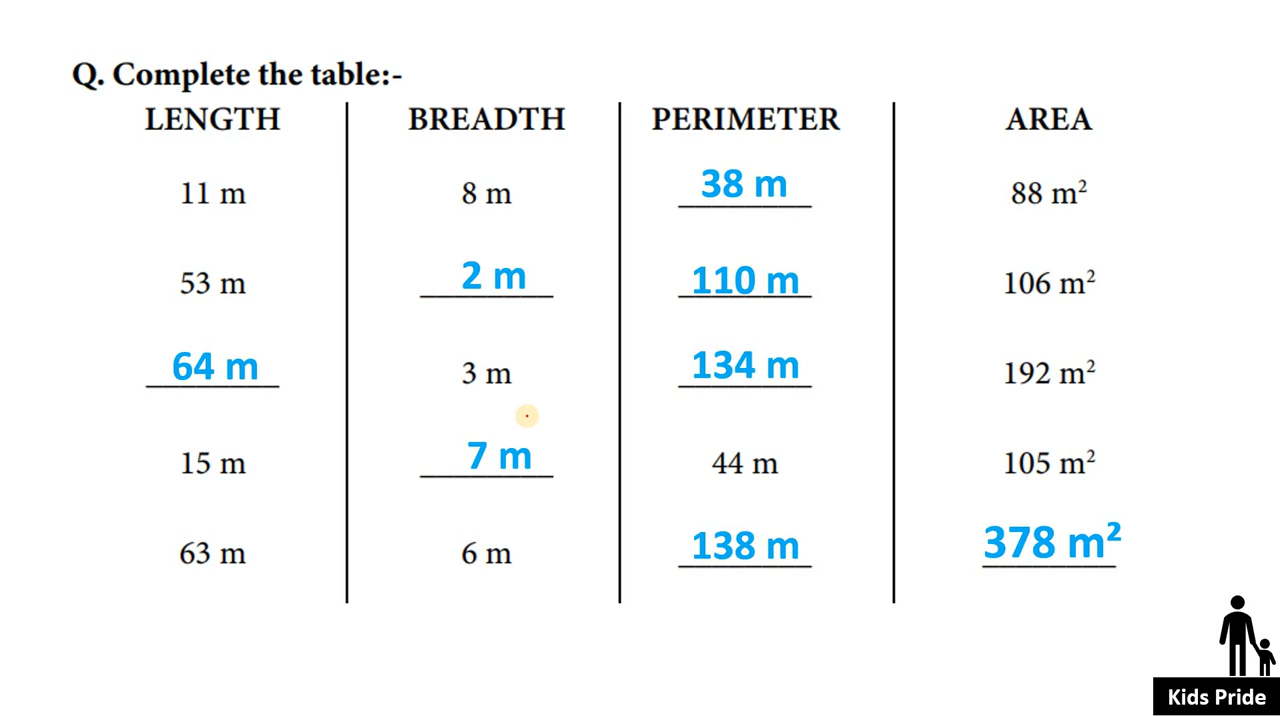 Q. Complete the table:-
LENGTH BREADTH PERIMETER AREA
11 m 8 m 38 m 88 m²
53 m 2 m 110 m 106 m²
64 m 3 m 134 m 192 m²
15 m 7 m 44 m 105 m²
63 m 6 m 138 m 378 m²
Kids Pride